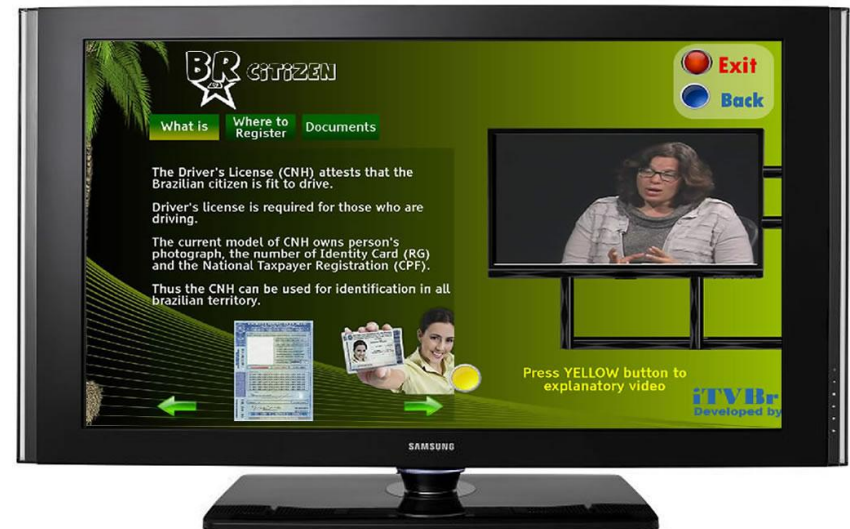 BR
CiTiZEN
Exit
Back
What is
Where to
Register
Documents
The Driver's License (CNH) attests that the
Brazilian citizen is fit to drive.
Driver's license is required for those who are
driving.
The current model of CNH owns person's
photograph, the number of Identity Card (RG)
and the National Taxpayer Registration (CPF).
Thus the CNH can be used for identification in all
brazilian territory.
Press YELLOW button to
explanatory video
iTVBr
Developed by
SAMSUNG